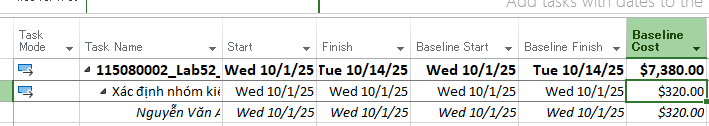 Add tasks with dates to the
Task Mode Task Name Start Finish Baseline Start Baseline Finish Baseline Cost
115080002_Lab52_ Wed 10/1/25 Tue 10/14/25 Wed 10/1/25 Tue 10/14/25 $7,380.00
Xác định nhóm kiể Wed 10/1/25 Wed 10/1/25 Wed 10/1/25 Wed 10/1/25 $320.00
Nguyễn Văn A Wed 10/1/25 Wed 10/1/25 Wed 10/1/25 Wed 10/1/25 $320.00